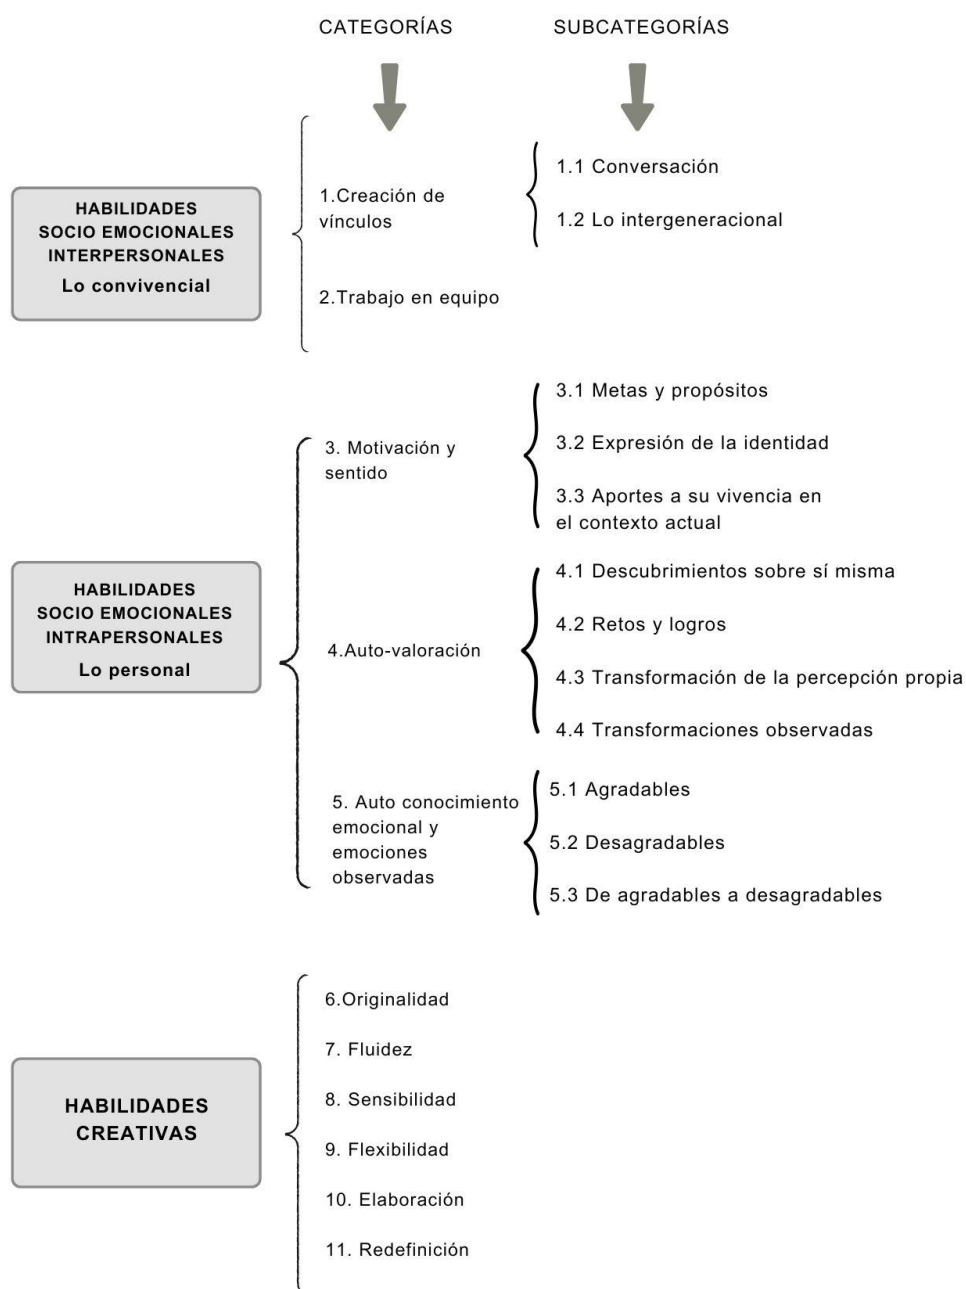 CATEGORÍAS
SUBCATEGORÍAS
HABILIDADES
SOCIO EMOCIONALES
INTERPERSONALES
Lo convivencial
1.Creación de
vínculos
1.1 Conversación
1.2 Lo intergeneracional
2.Trabajo en equipo
HABILIDADES
SOCIO EMOCIONALES
INTRAPERSONALES
Lo personal
3. Motivación y
sentido
3.1 Metas y propósitos
3.2 Expresión de la identidad
3.3 Aportes a su vivencia en
el contexto actual
4.Auto-valoración
4.1 Descubrimientos sobre sí misma
4.2 Retos y logros
4.3 Transformación de la percepción propia
4.4 Transformaciones observadas
5. Auto conocimiento
emocional y
emociones
observadas
5.1 Agradables
5.2 Desagradables
5.3 De agradables a desagradables
HABILIDADES
CREATIVAS
6.Originalidad
7. Fluidez
8. Sensibilidad
9. Flexibilidad
10. Elaboración
11. Redefinición